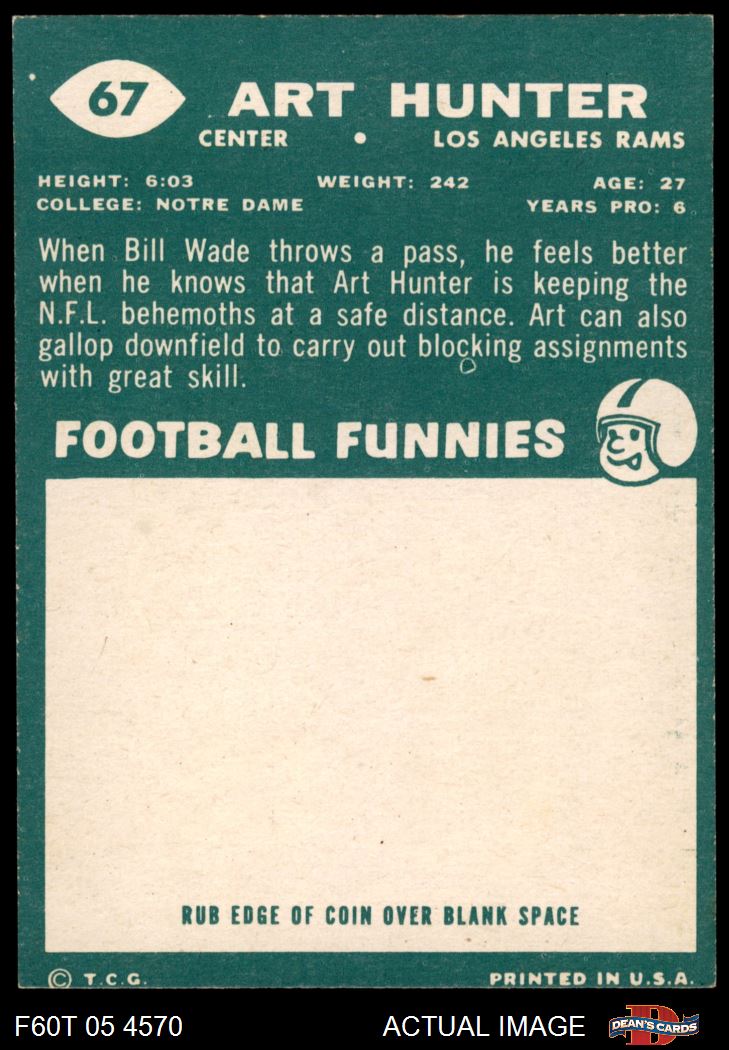 67
ART HUNTER
CENTER • LOS ANGELES RAMS
HEIGHT: 6:03 WEIGHT: 242 AGE: 27
COLLEGE: NOTRE DAME YEARS PRO: 6
When Bill Wade throws a pass, he feels better
when he knows that Art Hunter is keeping the
N.F.L. behemoths at a safe distance. Art can also
gallop downfield to carry out blocking assignments
with great skill.
FOOTBALL FUNNIES
RUB EDGE OF COIN OVER BLANK SPACE
© T.C.G. PRINTED IN U.S.A.
F60T 05 4570 ACTUAL IMAGE
D
DEAN'S CARDS